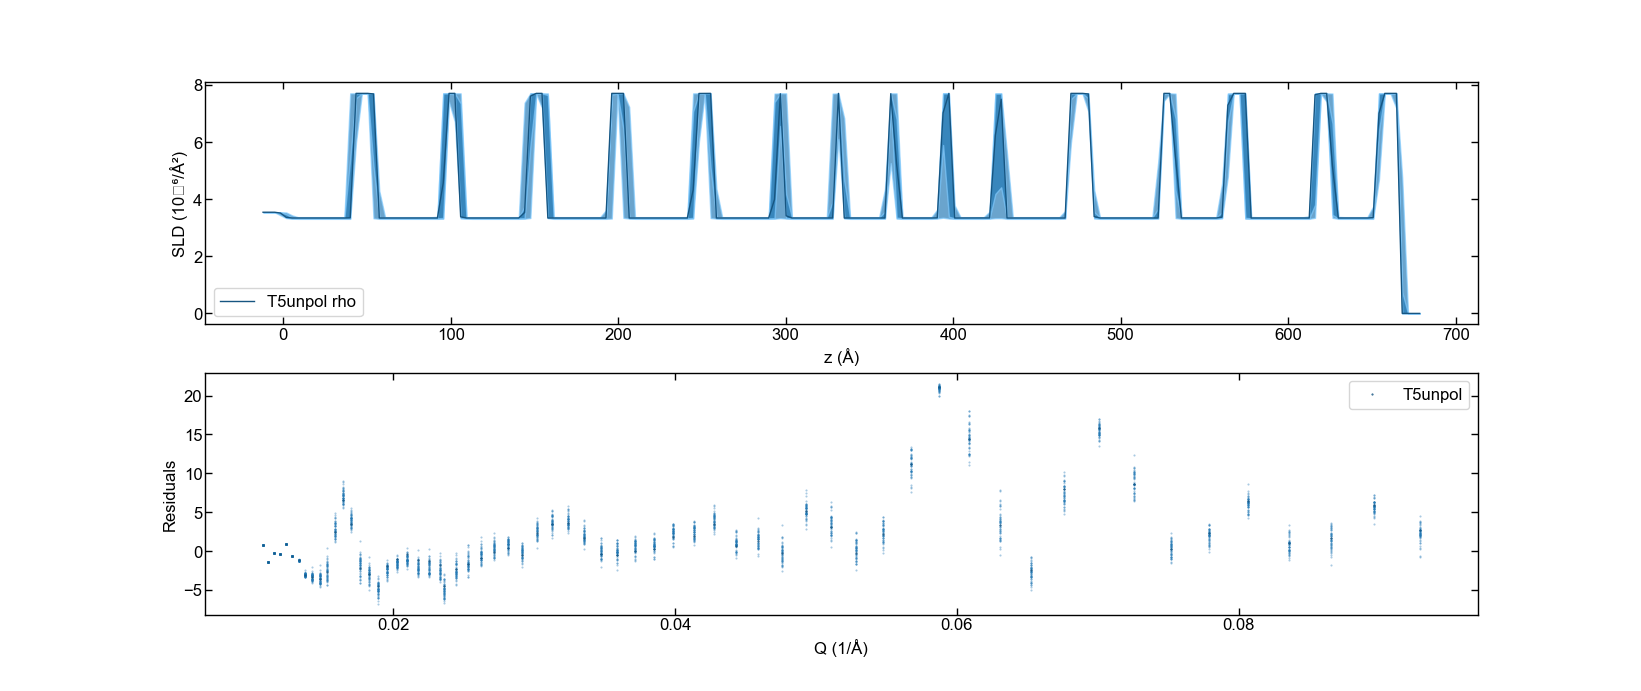 8
6
4
2
0
SLD (10□⁶/Å²)
T5unpol rho
0 100 200 300 400 500 600 700
z (Å)
20
15
10
5
0
−5
Residuals
T5unpol
0.02 0.04 0.06 0.08
Q (1/Å)